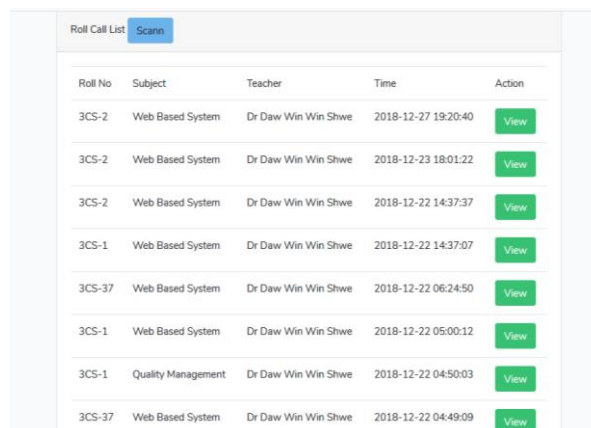 Roll Call List Scann
Roll No Subject Teacher Time Action
3CS-2 Web Based System Dr Daw Win Win Shwe 2018-12-27 19:20:40 View
3CS-2 Web Based System Dr Daw Win Win Shwe 2018-12-23 18:01:22 View
3CS-2 Web Based System Dr Daw Win Win Shwe 2018-12-22 14:37:37 View
3CS-1 Web Based System Dr Daw Win Win Shwe 2018-12-22 14:37:07 View
3CS-37 Web Based System Dr Daw Win Win Shwe 2018-12-22 06:24:50 View
3CS-1 Web Based System Dr Daw Win Win Shwe 2018-12-22 05:00:12 View
3CS-1 Quality Management Dr Daw Win Win Shwe 2018-12-22 04:50:03 View
3CS-37 Web Based System Dr Daw Win Win Shwe 2018-12-22 04:49:09 View